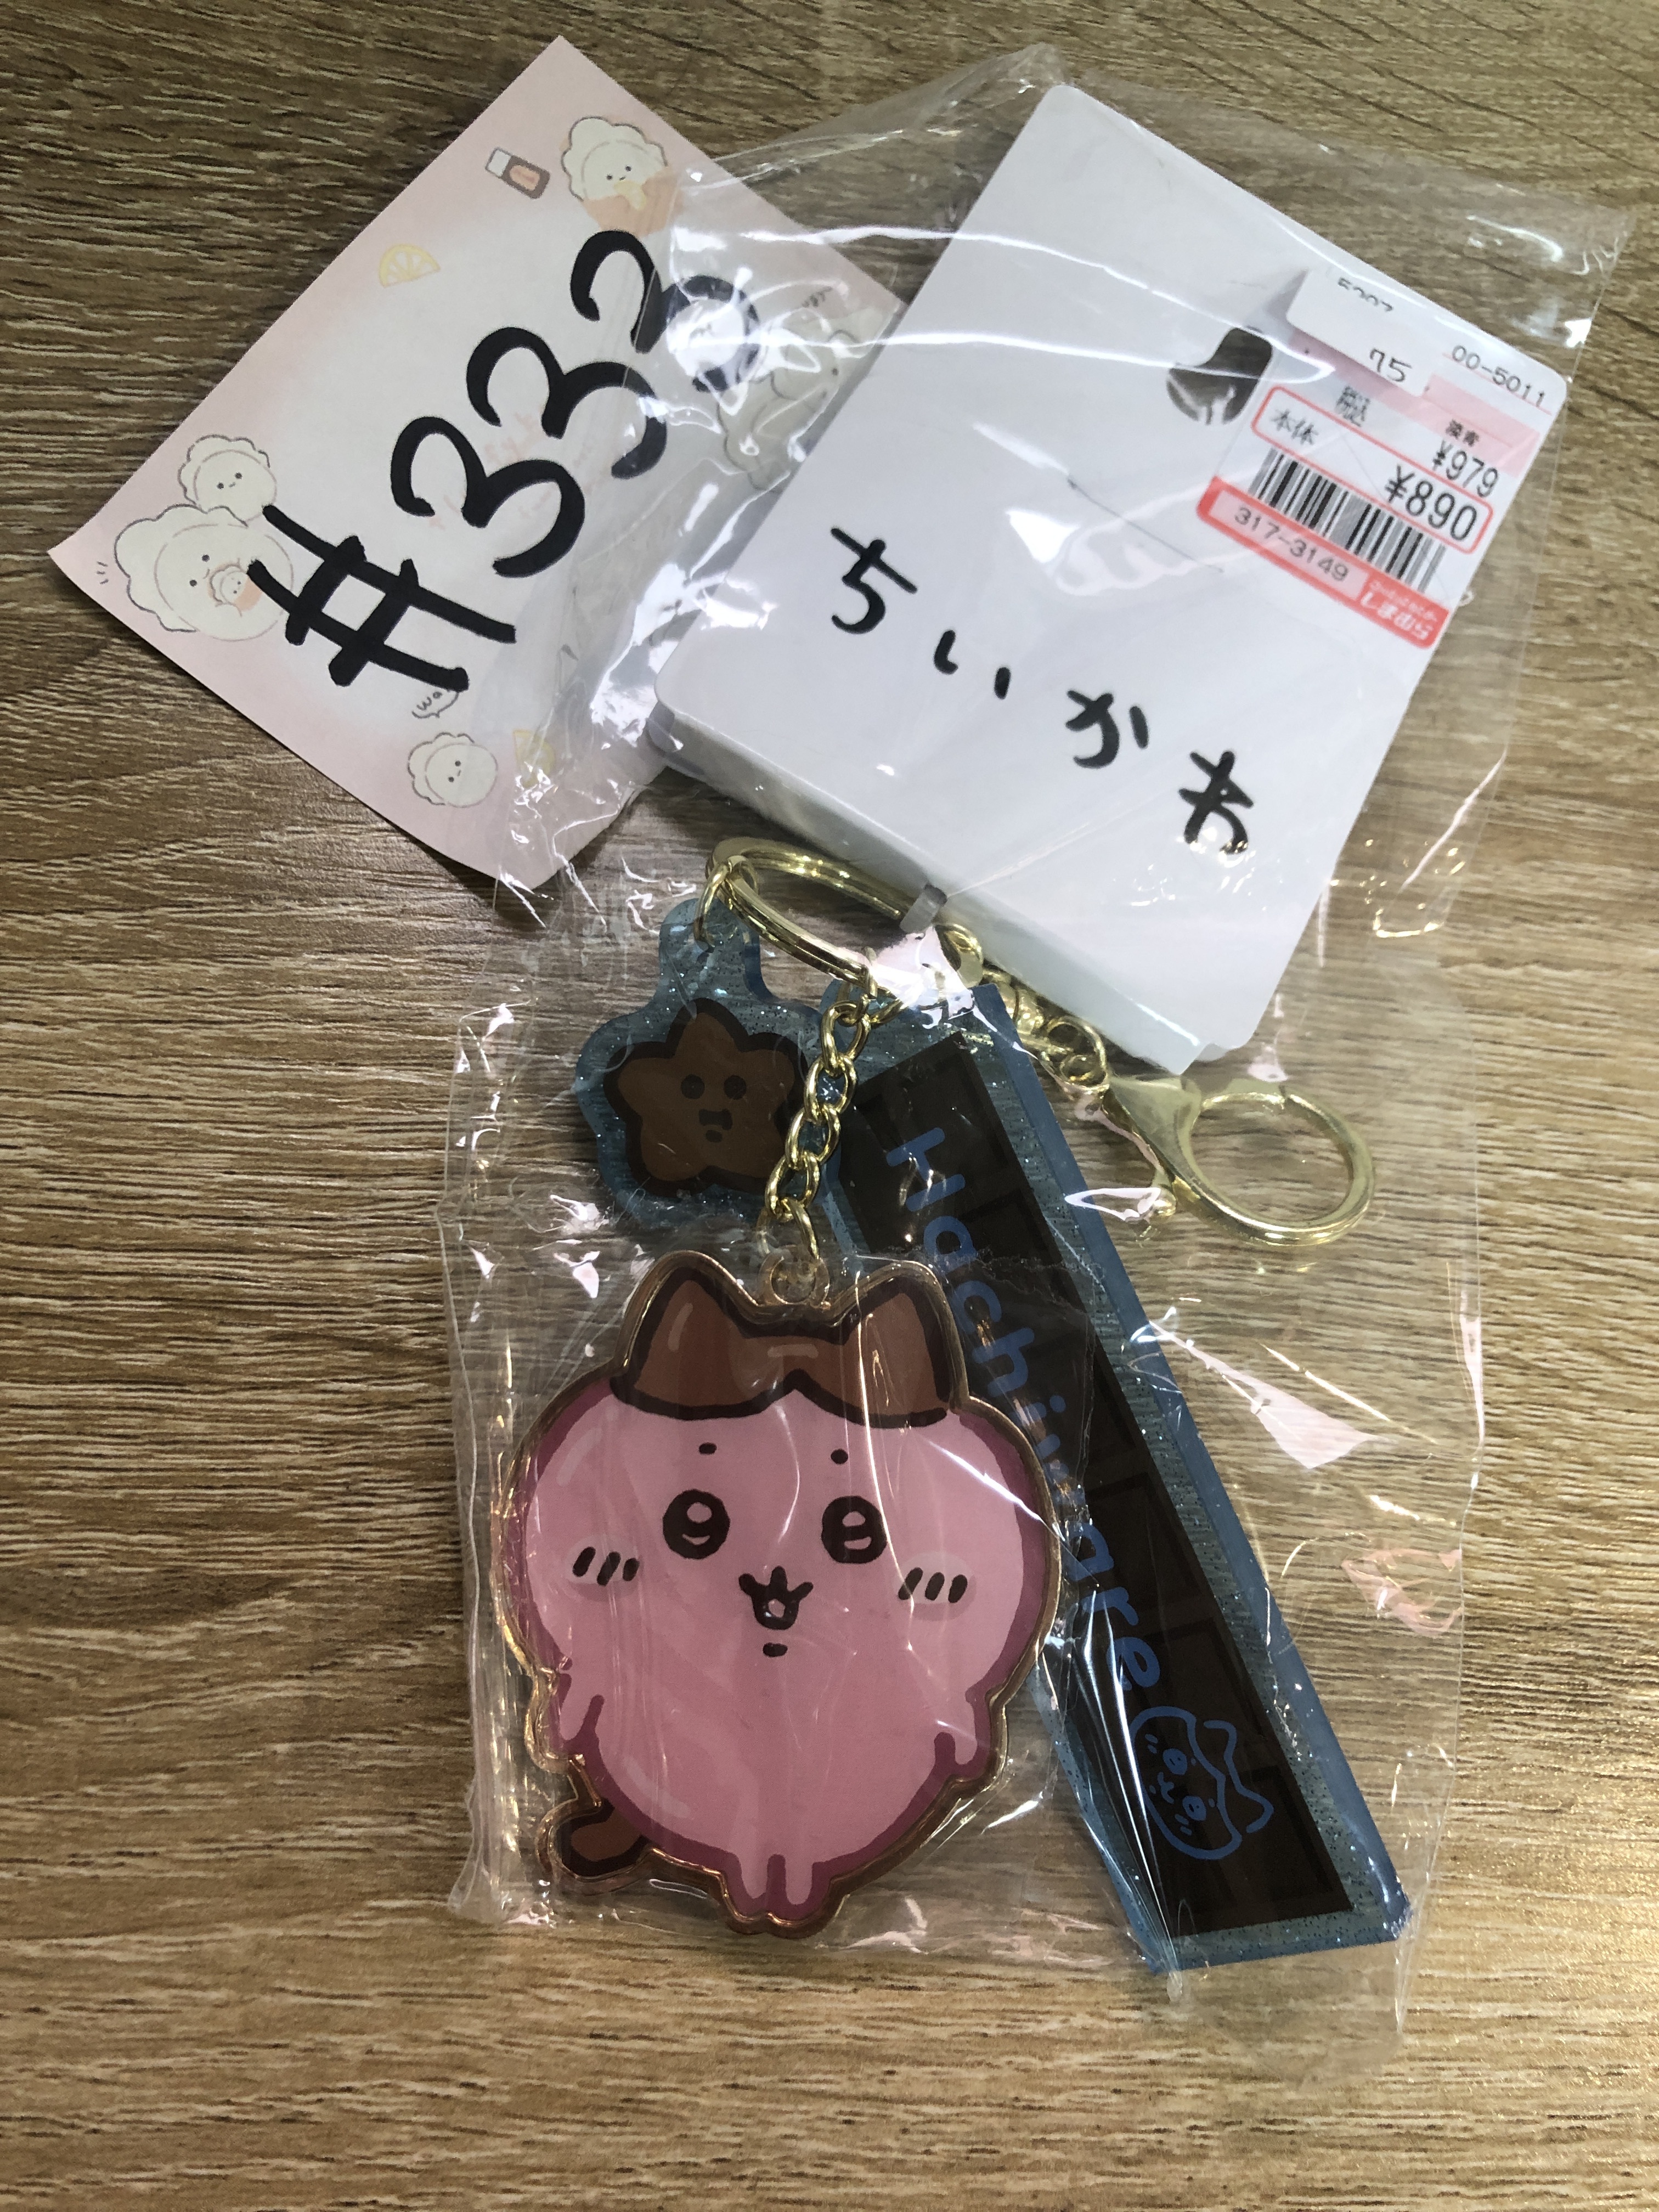 #333
ちいかわ
00-5011
75
税込
本体
¥979
¥890
317-3149
しまむら
Hachiware